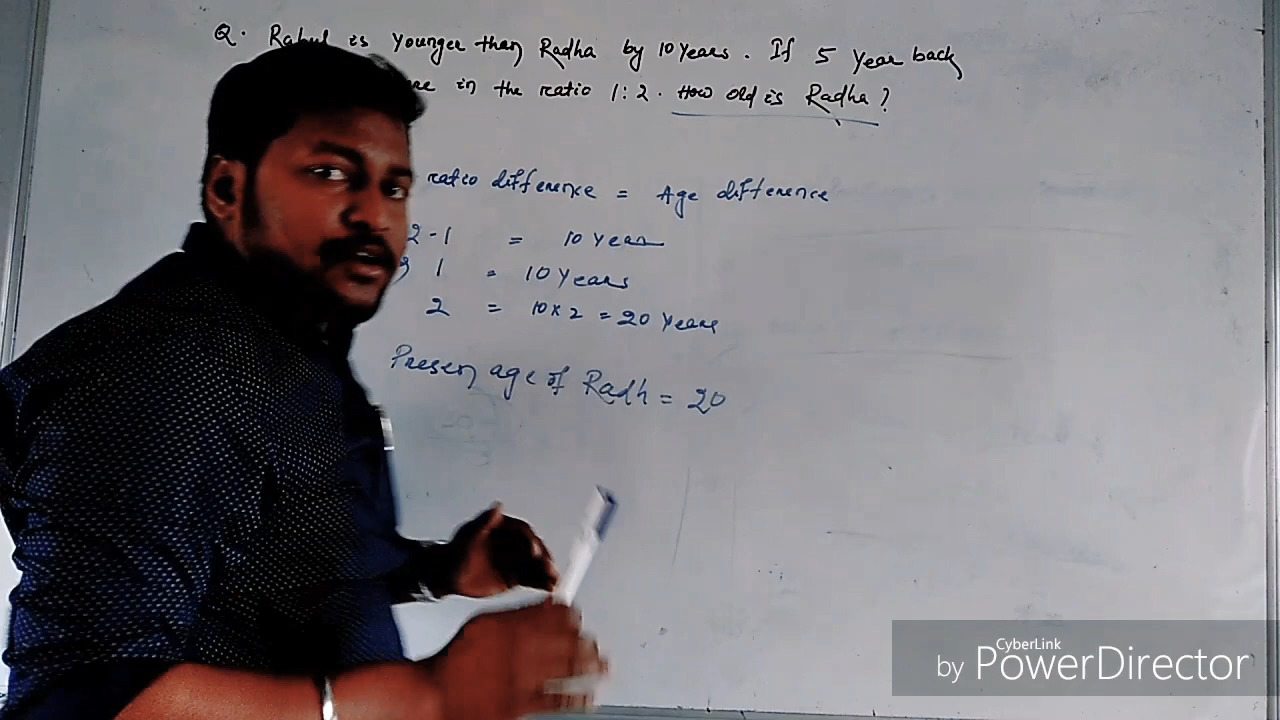 Q. Rahul is younger than Radha by 10 Years. If 5 Year back
in the ratio 1:2. How old is Radha?
ratio difference = Age difference
2-1 = 10 Year
1 = 10 Years
2 = 10×2 = 20 Years
Presen age of Radh = 20
CyberLink
by PowerDirector